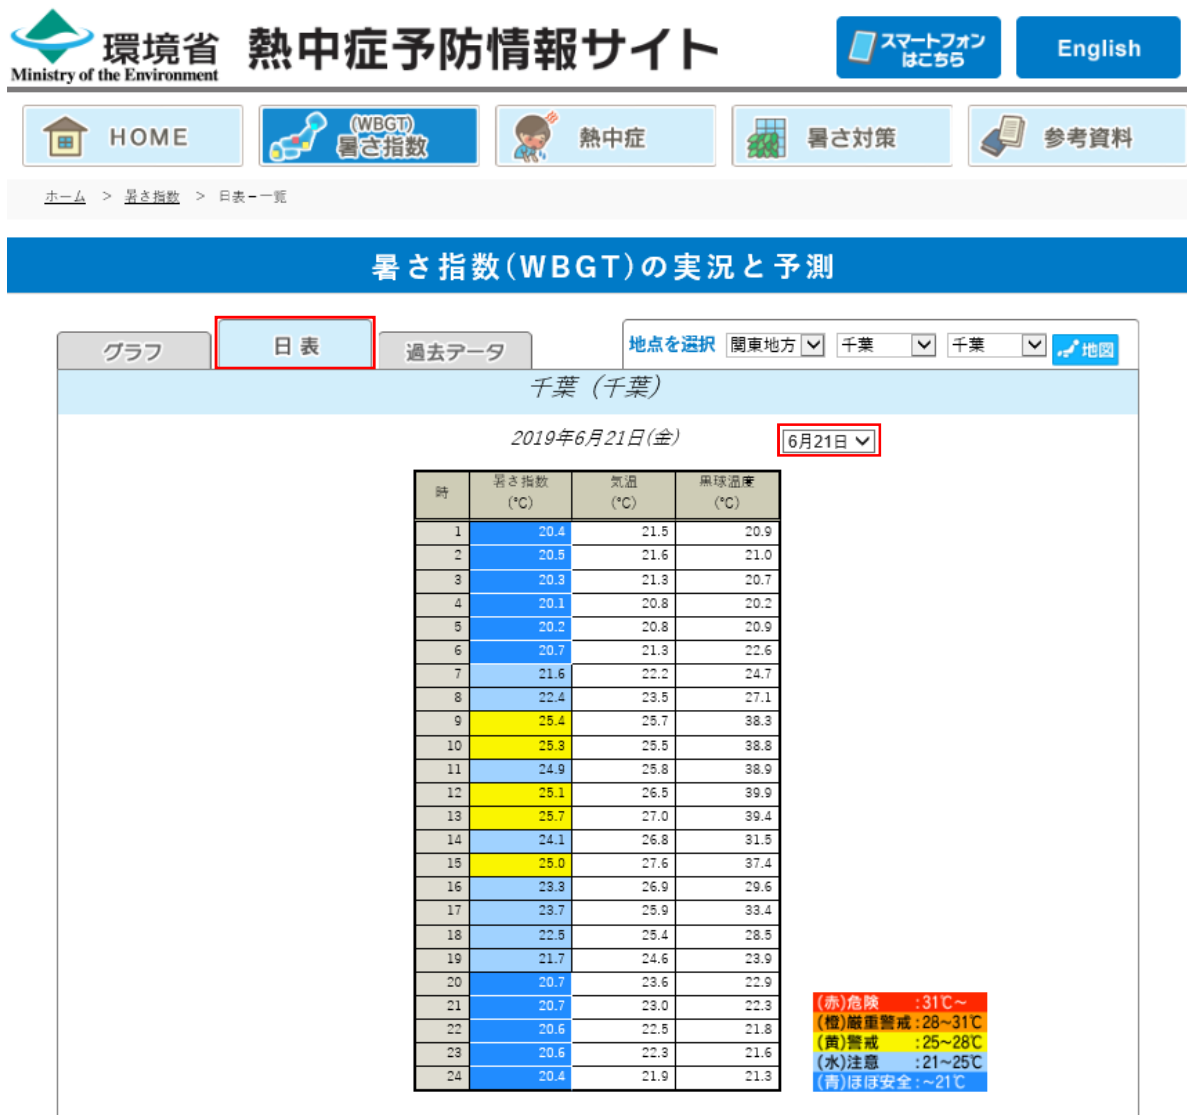 環境省
Ministry of the Environment
熱中症予防情報サイト
スマートフォン
はこちら
English
HOME
(WBGT)
暑さ指数
熱中症
暑さ対策
参考資料
ホーム > 暑さ指数 > 日表－一覧
暑さ指数(WBGT)の実況と予測
グラフ
日表
過去データ
地点を選択 関東地方 千葉 千葉 地図
千葉（千葉）
2019年6月21日(金) 6月21日
時 暑さ指数 (℃) 気温 (℃) 黒球温度 (℃)
1 20.4 21.5 20.9
2 20.5 21.6 21.0
3 20.3 21.3 20.7
4 20.1 20.8 20.2
5 20.2 20.8 20.9
6 20.7 21.3 22.6
7 21.6 22.2 24.7
8 22.4 23.5 27.1
9 25.4 25.7 38.3
10 25.3 25.5 38.8
11 24.9 25.8 38.9
12 25.1 26.5 39.9
13 25.7 27.0 39.4
14 24.1 26.8 31.5
15 25.0 27.6 37.4
16 23.3 26.9 29.6
17 23.7 25.9 33.4
18 22.5 25.4 28.5
19 21.7 24.6 23.9
20 20.7 23.6 22.9
21 20.7 23.0 22.3
22 20.6 22.5 21.8
23 20.6 22.3 21.6
24 20.4 21.9 21.3
(赤)危険 :31℃～
(橙)厳重警戒:28～31℃
(黄)警戒 :25～28℃
(水)注意 :21～25℃
(青)ほぼ安全:～21℃